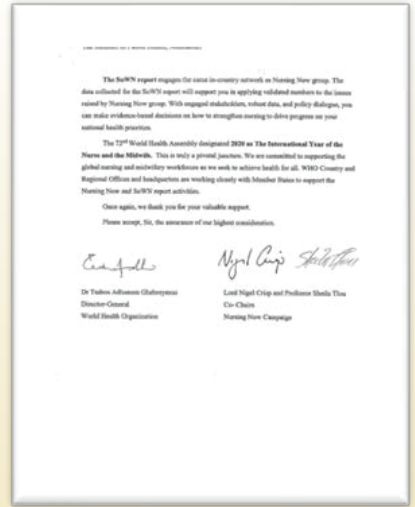 The SoWN report engages the same in-country network as Nursing Now group. The
data collected for the SoWN report will support you in applying validated numbers to the issues
raised by Nursing Now group. With engaged stakeholders, robust data, and policy dialogue, you
can make evidence-based decisions on how to strengthen nursing to drive progress on your
national health priorities
The 72nd World Health Assembly designated 2020 as The International Year of the
Nurse and the Midwife. This is truly a pivotal juncture. We are committed to supporting the
global nursing and midwifery workforces as we seek to achieve health for all. WHO Country and
Regional Offices and headquarters are working closely with Member States to support the
Nursing Now and SoWN report activities.
Once again, we thank you for your valuable support.
Please accept, Sir, the assurance of our highest consideration.
Nigel Crisp
Dr Tedros Adhanom Ghebreyesus
Lord Nigel Crisp and Professor Sheila Tlou
Director-General
Co-Chairs
World Health Organization
Nursing Now Campaign